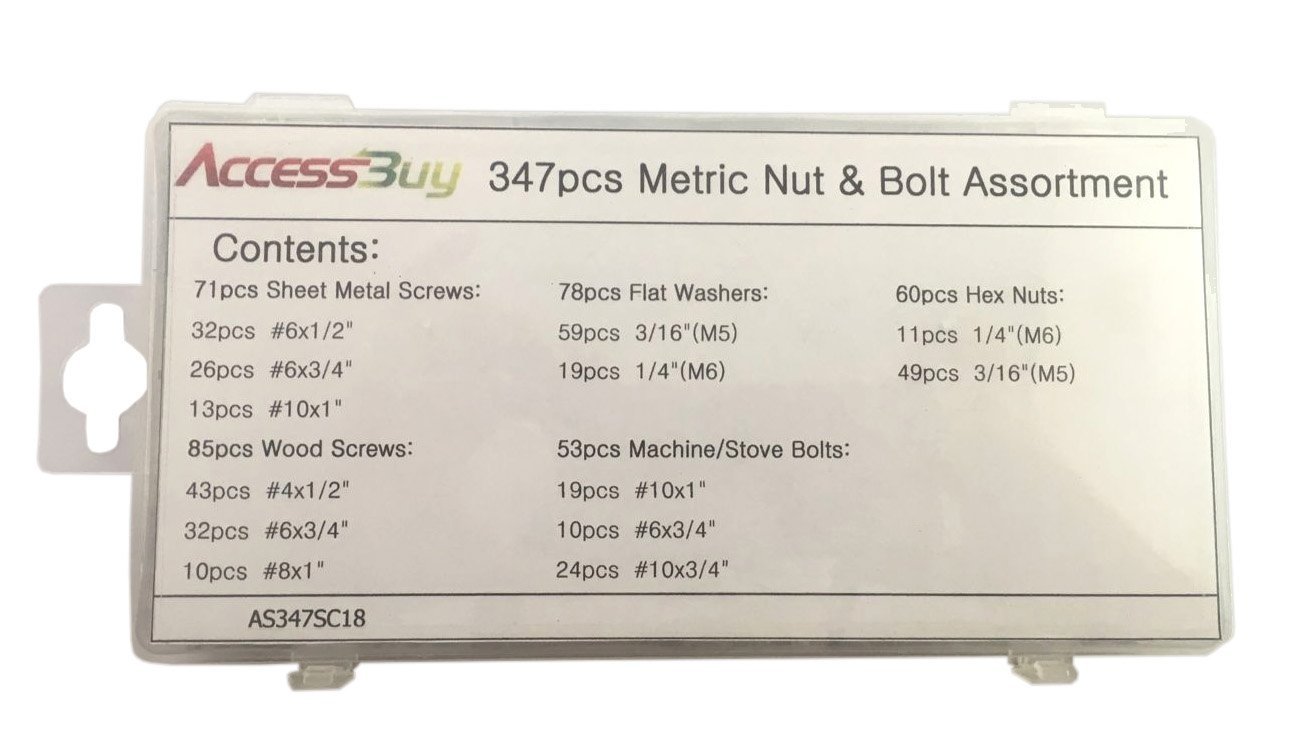 AccessBuy 347pcs Metric Nut & Bolt Assortment
Contents:
71pcs Sheet Metal Screws:
32pcs #6x1/2"
26pcs #6x3/4"
13pcs #10x1"
78pcs Flat Washers:
59pcs 3/16"(M5)
19pcs 1/4"(M6)
60pcs Hex Nuts:
11pcs 1/4"(M6)
49pcs 3/16"(M5)
85pcs Wood Screws:
43pcs #4x1/2"
32pcs #6x3/4"
10pcs #8x1"
53pcs Machine/Stove Bolts:
19pcs #10x1"
10pcs #6x3/4"
24pcs #10x3/4"
AS347SC18